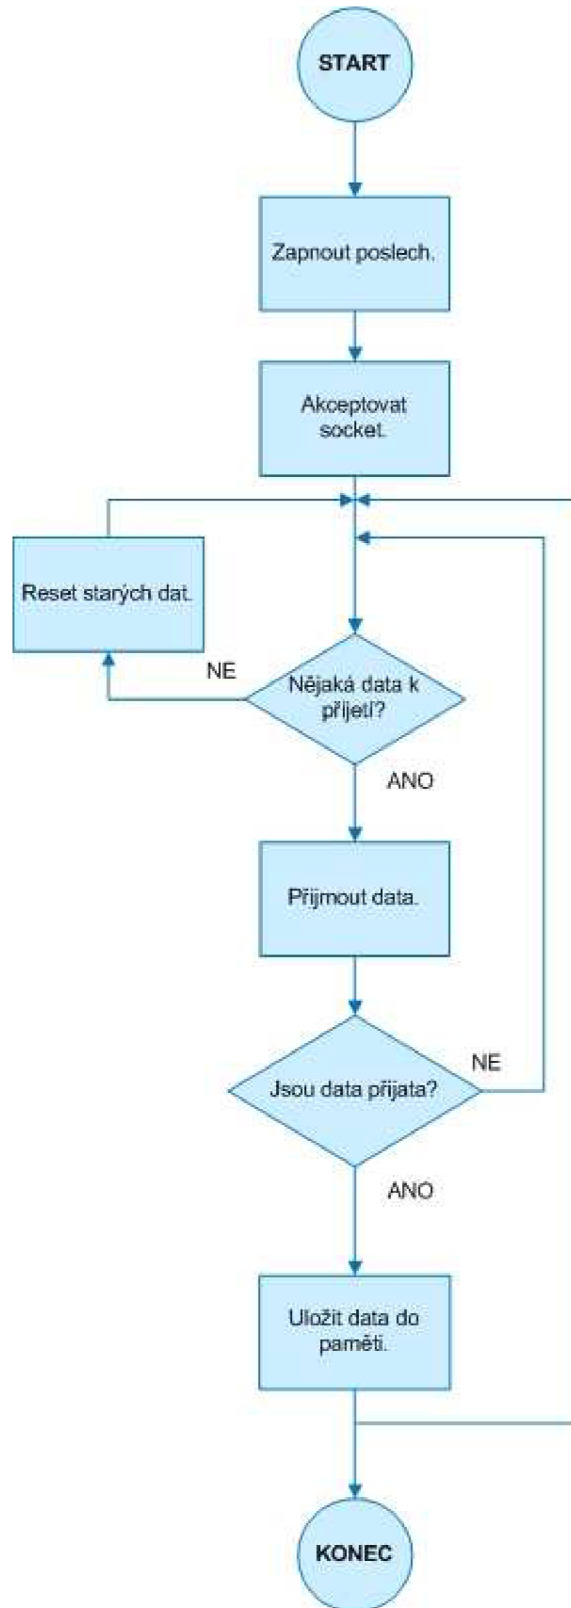 START
Zapnout poslech.
Akceptovat
socket.
Reset starých dat.
NE
Nějaká data k
přijetí?
ANO
Přijmout data.
NE
Jsou data přijata?
ANO
Uložit data do
paměti.
KONEC